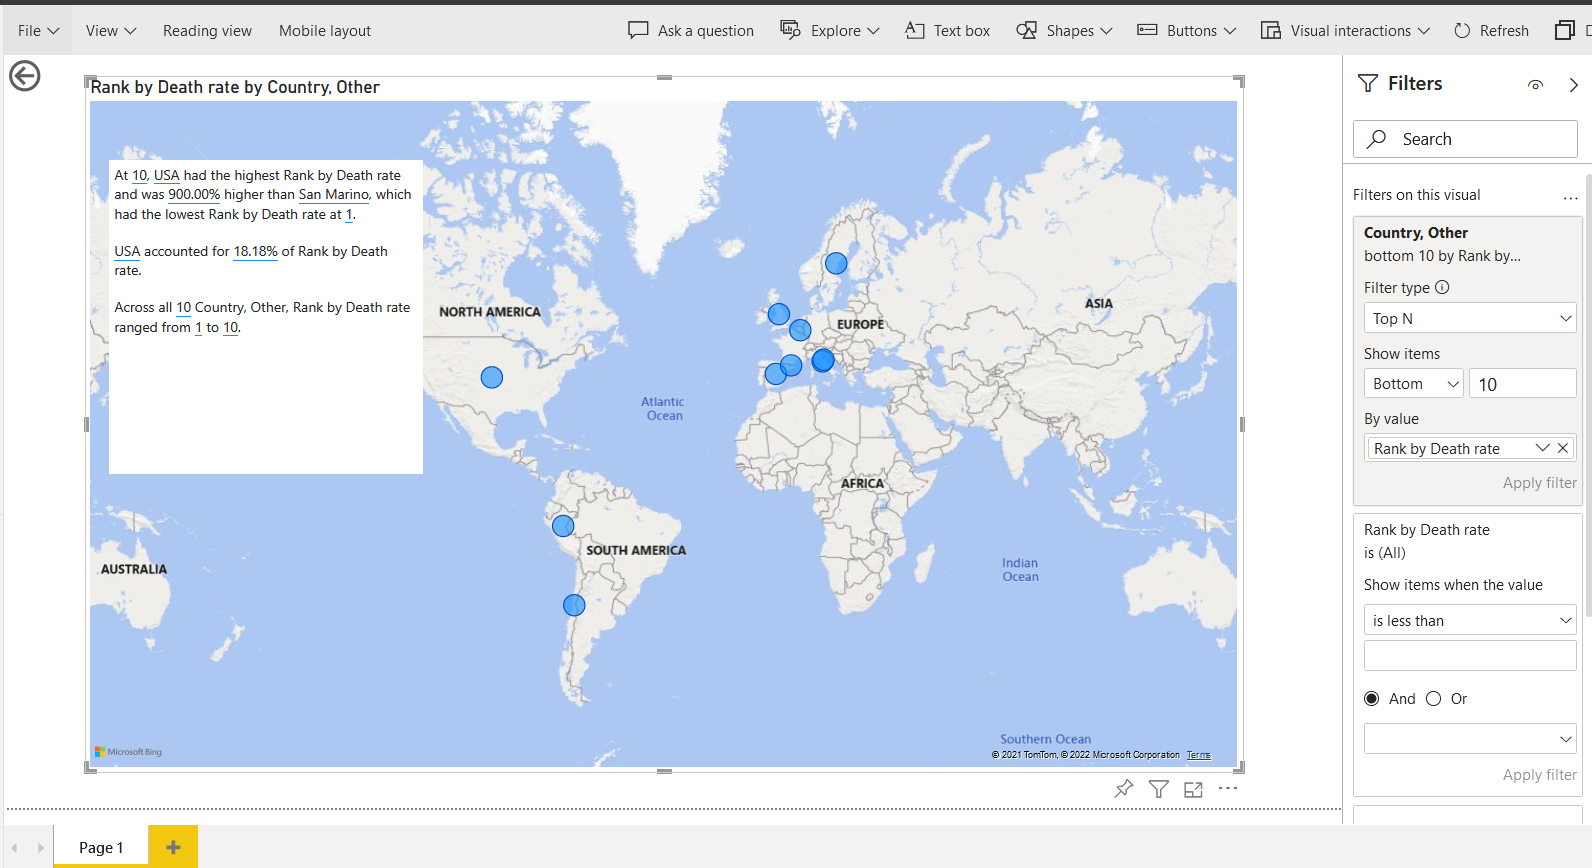 File View Reading view Mobile layout Ask a question Explore Text box Shapes Buttons Visual interactions Refresh
Rank by Death rate by Country, Other
At 10, USA had the highest Rank by Death rate
and was 900.00% higher than San Marino, which
had the lowest Rank by Death rate at 1.
USA accounted for 18.18% of Rank by Death
rate.
Across all 10 Country, Other, Rank by Death rate
ranged from 1 to 10.
NORTH AMERICA
EUROPE
ASIA
Atlantic
Ocean
AFRICA
SOUTH AMERICA
AUSTRALIA
Indian
Ocean
Southern Ocean
Microsoft Bing
© 2021 TomTom, © 2022 Microsoft Corporation Terms
Filters
Search
Filters on this visual
Country, Other
bottom 10 by Rank by...
Filter type
Top N
Show items
Bottom 10
By value
Rank by Death rate
Apply filter
Rank by Death rate
is (All)
Show items when the value
is less than
And Or
Apply filter
Page 1